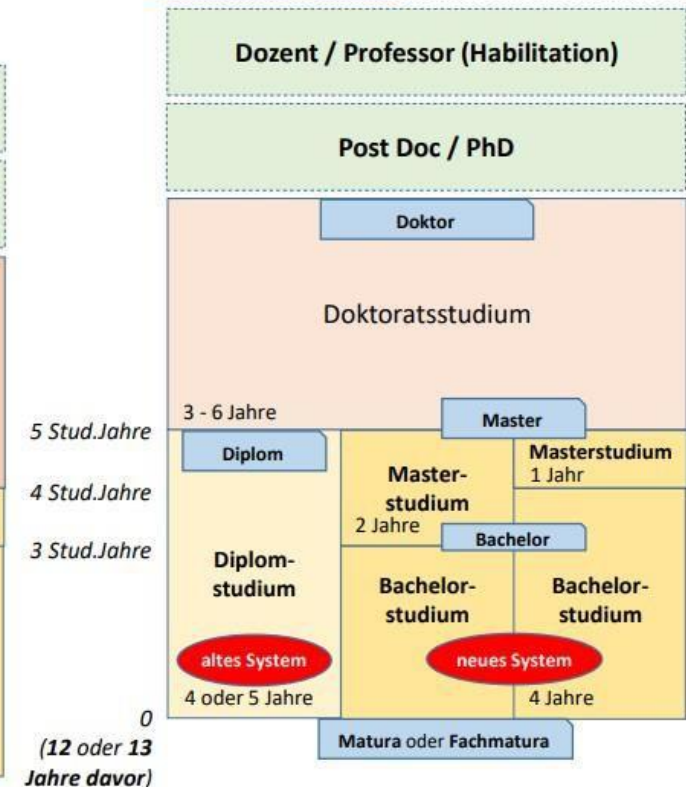 Dozent / Professor (Habilitation)
Post Doc / PhD
Doktor
Doktoratsstudium
3 - 6 Jahre
5 Stud.Jahre
Master
Diplom
Master-
studium
2 Jahre
Masterstudium
1 Jahr
4 Stud.Jahre
3 Stud.Jahre
Bachelor
Diplom-
studium
Bachelor-
studium
Bachelor-
studium
altes System
neues System
4 oder 5 Jahre
4 Jahre
0
(12 oder 13
Jahre davor)
Matura oder Fachmatura